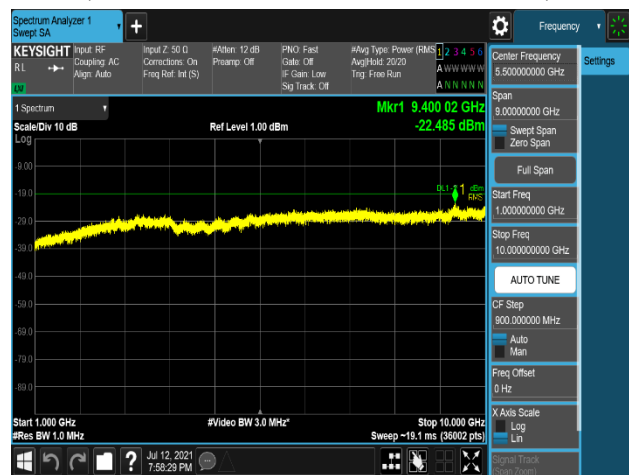 Spectrum Analyzer 1
Swept SA
+
Frequency
KEYSIGHT
RL
LNI
Input: RF
Coupling: AC
Align: Auto
Input Z: 50 Ω
Corrections: On
Freq Ref: Int (S)
#Atten: 12 dB
Preamp: Off
PNO: Fast
Gate: Off
IF Gain: Low
Sig Track: Off
#Avg Type: Power (RMS
Avg|Hold: 20/20
Trig: Free Run
1 2 3 4 5 6
A W W W W W
A N N N N N
1 Spectrum
Scale/Div 10 dB
Ref Level 1.00 dBm
Mkr1 9.400 02 GHz
-22.485 dBm
Log
-9.00
-19.0
-29.0
-39.0
-49.0
-59.0
-69.0
-79.0
-89.0
1
dBm
RMS
Start 1.000 GHz
#Video BW 3.0 MHz*
Stop 10.000 GHz
#Res BW 1.0 MHz
Sweep ~19.1 ms (36002 pts)
Jul 12, 2021
7:58:29 PM
?
Center Frequency
5.500000000 GHz
Settings
Span
9.00000000 GHz
Swept Span
Zero Span
Full Span
Start Freq
1.000000000 GHz
Stop Freq
10.000000000 GHz
AUTO TUNE
CF Step
900.000000 MHz
Auto
Man
Freq Offset
0 Hz
X Axis Scale
Log
Lin
Signal Track
(Span Zoom)